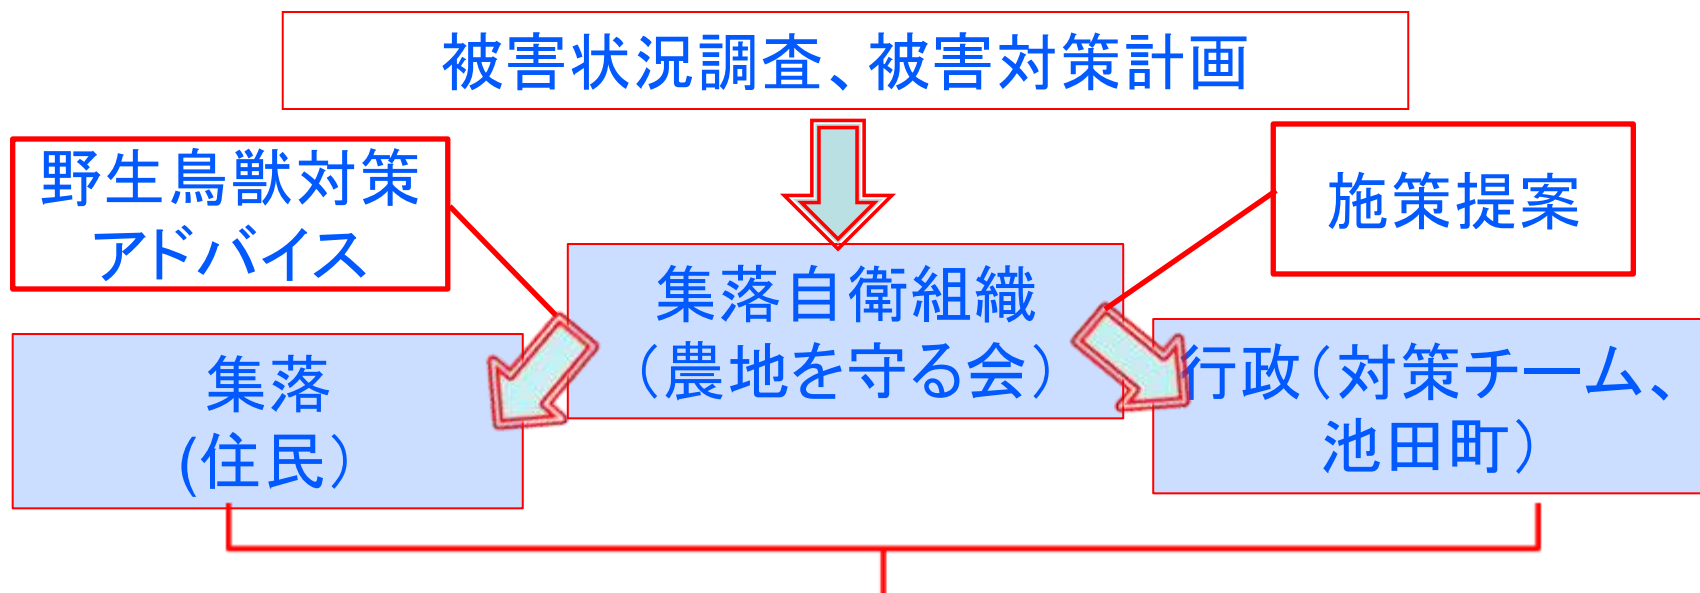 被害状況調査、被害対策計画
野生鳥獣対策
アドバイス
施策提案
集落自衛組織
（農地を守る会）
集落
(住民）
行政（対策チーム、
池田町）